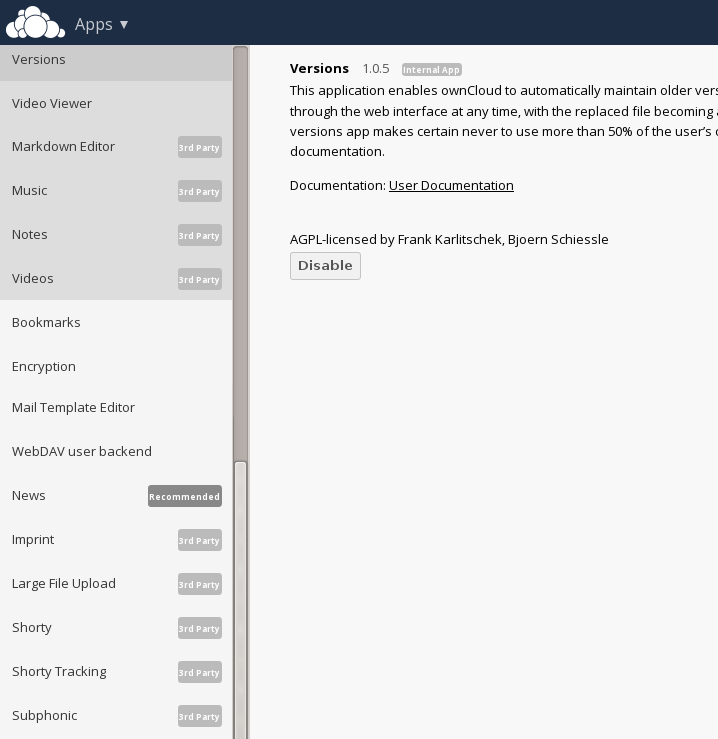 Apps ▼
Versions
Video Viewer
Markdown Editor 3rd Party
Music 3rd Party
Notes 3rd Party
Videos 3rd Party
Bookmarks
Encryption
Mail Template Editor
WebDAV user backend
News Recommended
Imprint 3rd Party
Large File Upload 3rd Party
Shorty 3rd Party
Shorty Tracking 3rd Party
Subphonic 3rd Party
Versions 1.0.5 Internal App
This application enables ownCloud to automatically maintain older vers
through the web interface at any time, with the replaced file becoming a
versions app makes certain never to use more than 50% of the user's c
documentation.
Documentation: User Documentation
AGPL-licensed by Frank Karlitschek, Bjoern Schiessle
Disable